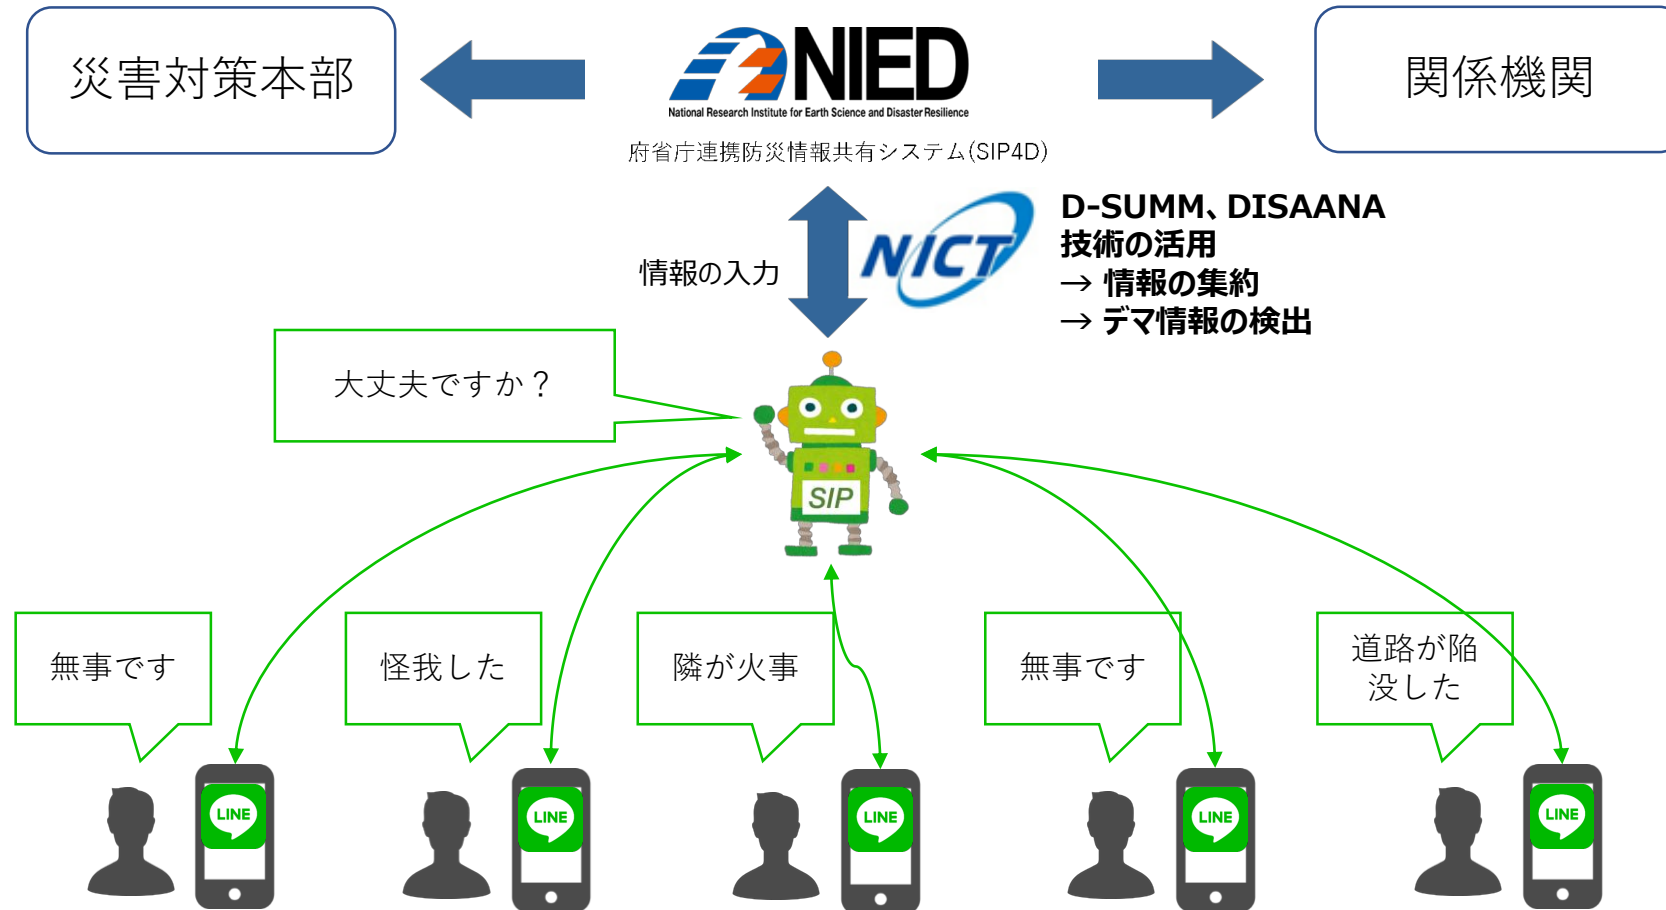 災害対策本部
NIED
National Research Institute for Earth Science and Disaster Resilience
関係機関
府省庁連携防災情報共有システム(SIP4D)
情報の入力
NICT
D-SUMM、DISAANA
技術の活用
→ 情報の集約
→ デマ情報の検出
大丈夫ですか？
SIP
無事です
怪我した
隣が火事
無事です
道路が陥
没した
LINE
LINE
LINE
LINE
LINE